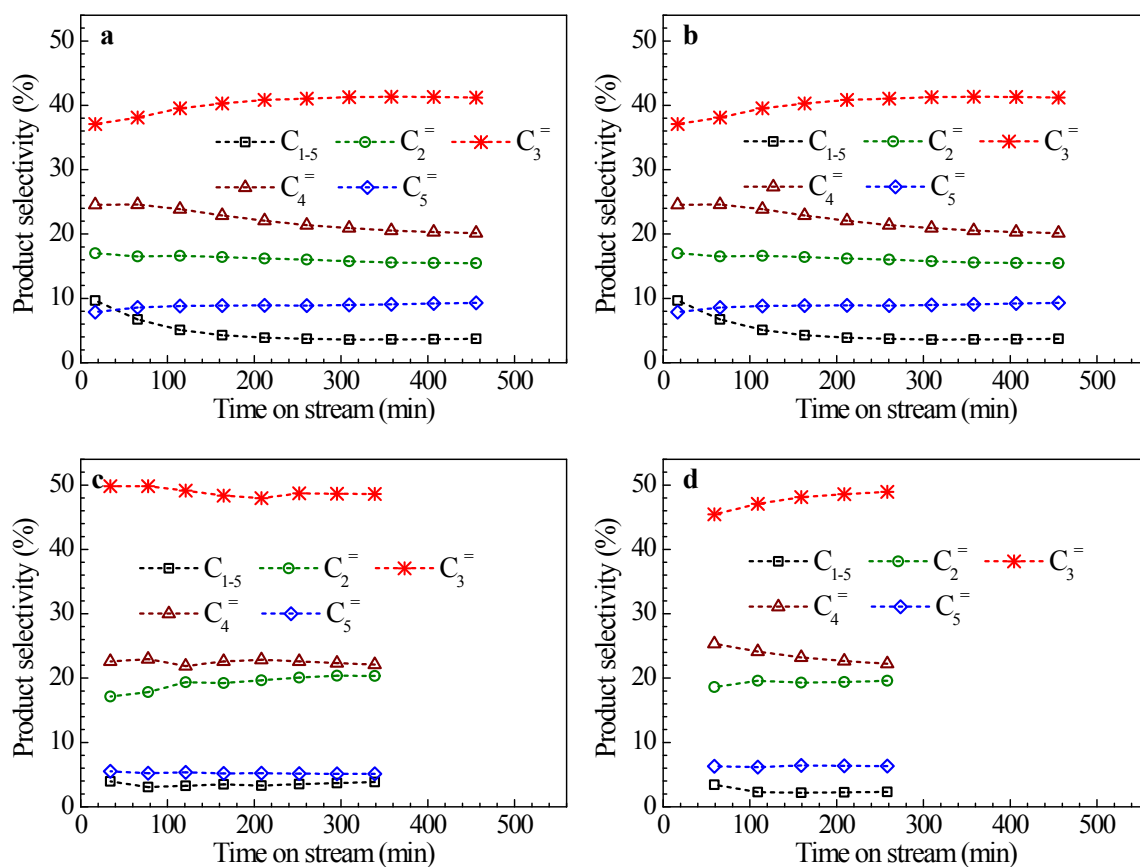 a
Product selectivity (%)
50
40
30
20
10
0
C1-5 C2= C3=
C4= C5=
0 100 200 300 400 500
Time on stream (min)
b
Product selectivity (%)
50
40
30
20
10
0
C1-5 C2= C3=
C4= C5=
0 100 200 300 400 500
Time on stream (min)
c
Product selectivity (%)
50
40
30
20
10
0
C1-5 C2= C3=
C4= C5=
0 100 200 300 400 500
Time on stream (min)
d
Product selectivity (%)
50
40
30
20
10
0
C1-5 C2= C3=
C4= C5=
0 100 200 300 400 500
Time on stream (min)